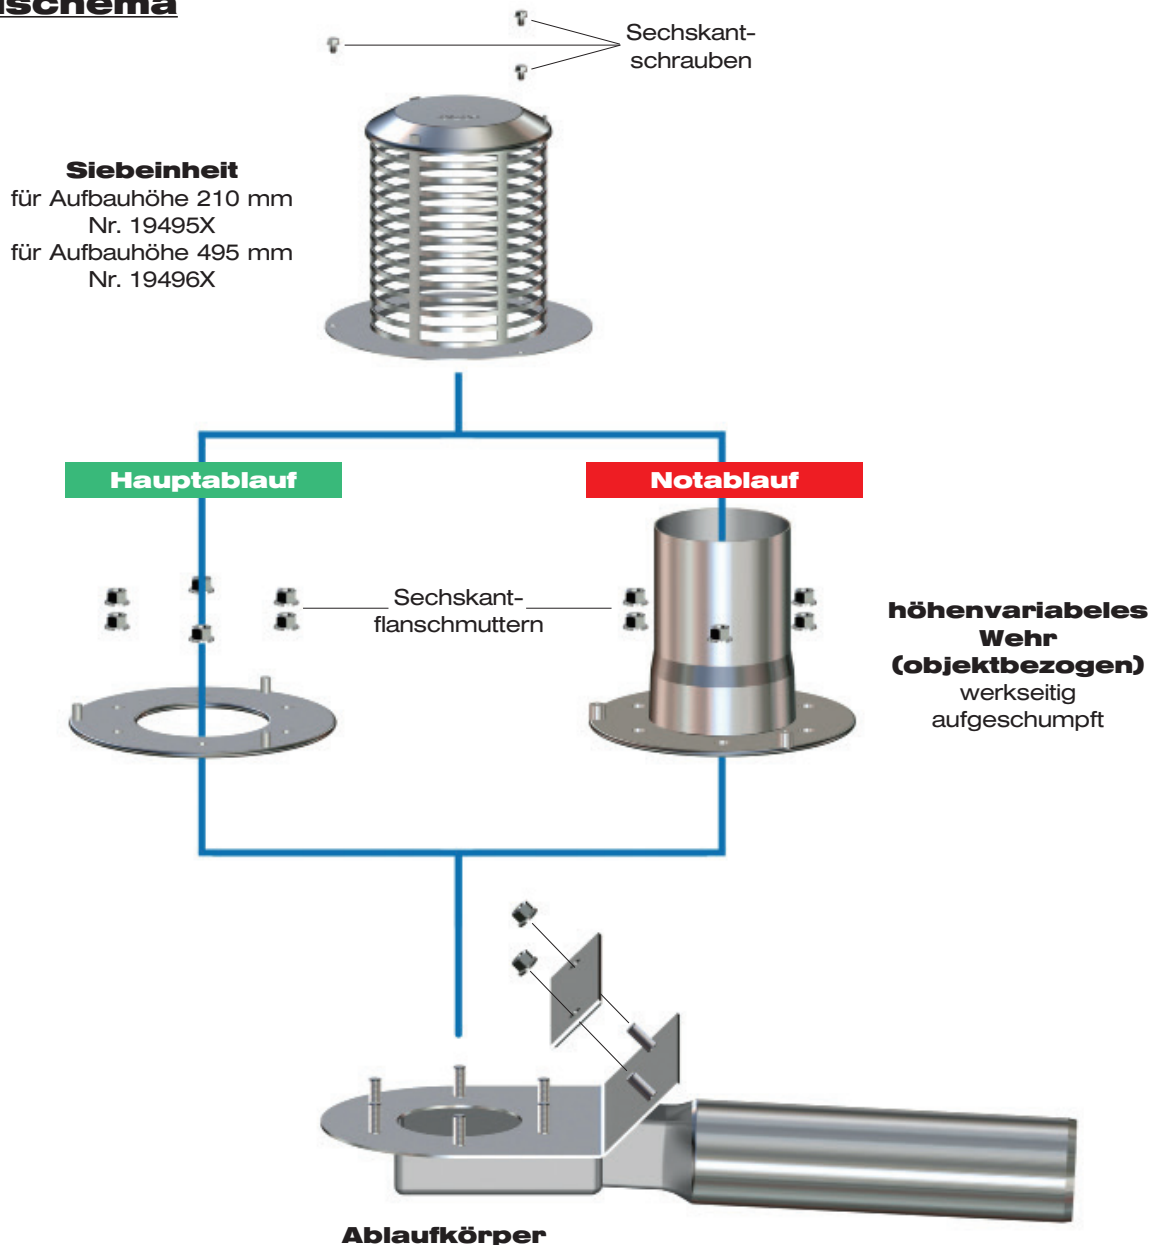 Sechskant-
schrauben
Siebeinheit
für Aufbauhöhe 210 mm
Nr. 19495X
für Aufbauhöhe 495 mm
Nr. 19496X
Hauptablauf
Notablauf
Sechskant-
flanschmuttern
höhenvariabeles
Wehr
(objektbezogen)
werkseitig
aufgeschumpft
Ablaufkörper